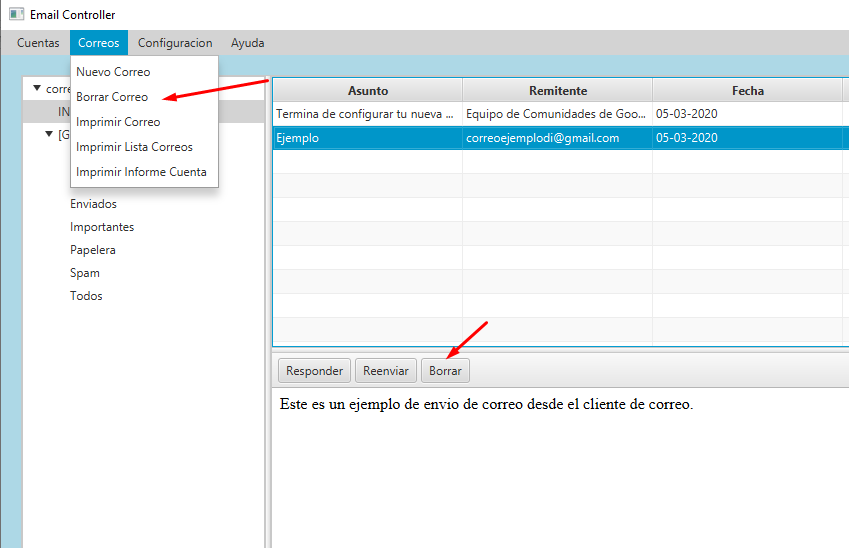 Email Controller
Cuentas Correos Configuracion Ayuda
Nuevo Correo
Borrar Correo
Imprimir Correo
Imprimir Lista Correos
Imprimir Informe Cuenta
Enviados
Importantes
Papelera
Spam
Todos
Asunto Remitente Fecha
Termina de configurar tu nueva ... Equipo de Comunidades de Goo... 05-03-2020
Ejemplo correoejemplodi@gmail.com 05-03-2020
Responder Reenviar Borrar
Este es un ejemplo de envio de correo desde el cliente de correo.